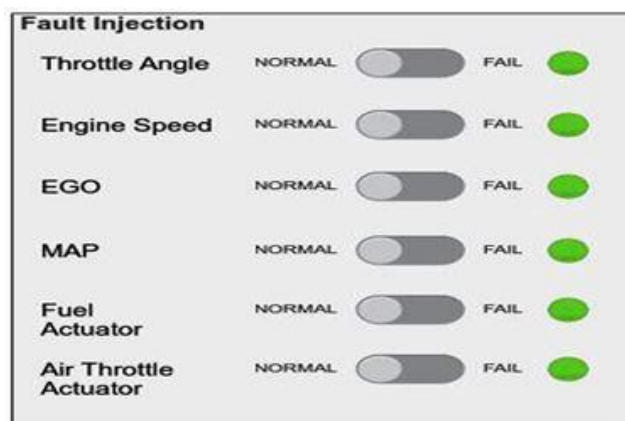 Fault Injection
Throttle Angle NORMAL FAIL
Engine Speed NORMAL FAIL
EGO NORMAL FAIL
MAP NORMAL FAIL
Fuel
Actuator NORMAL FAIL
Air Throttle
Actuator NORMAL FAIL